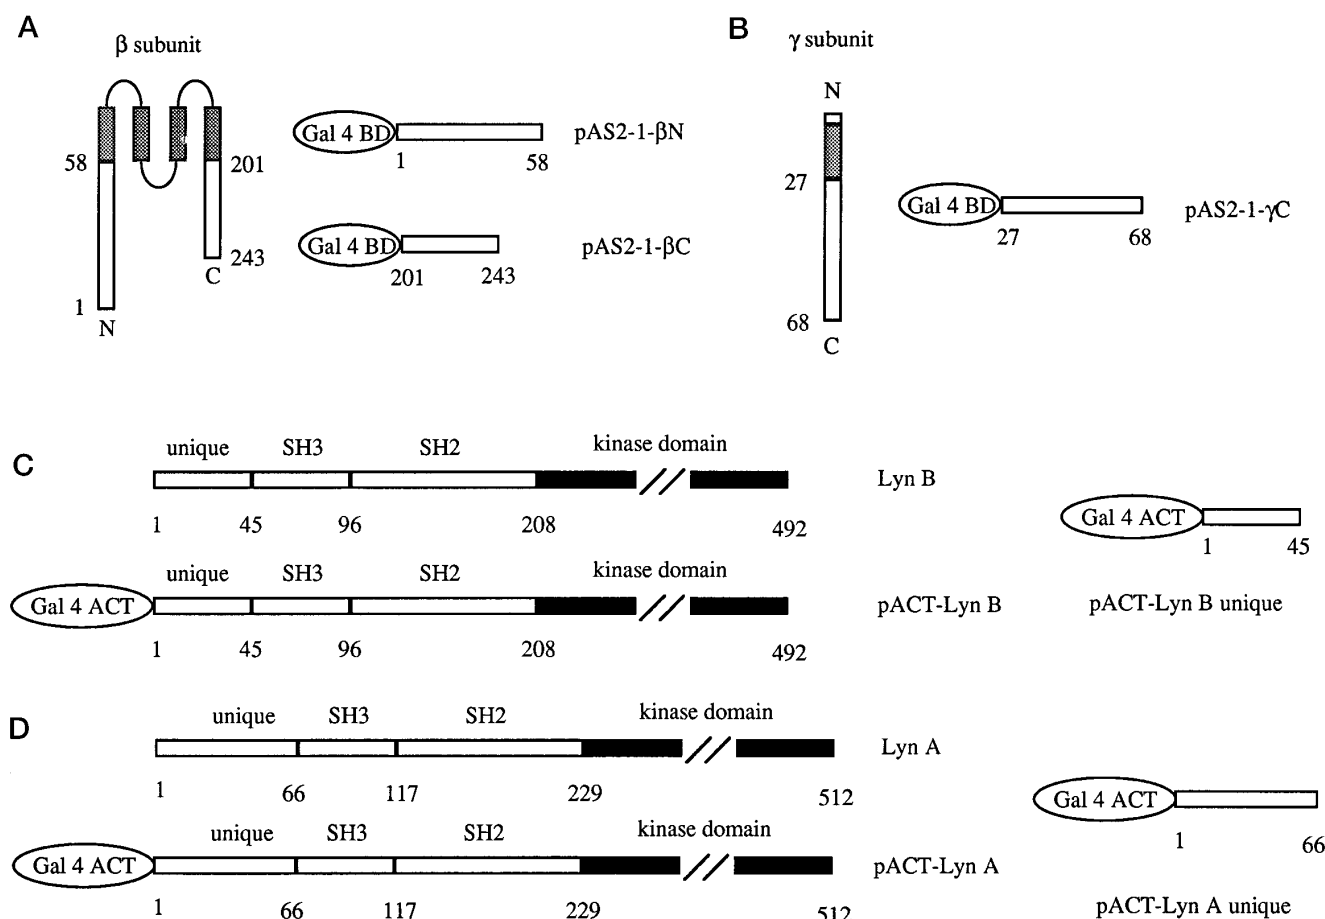 A
β subunit
58
201
243
C
1
N
Gal 4 BD
1
58
pAS2-1-βN
Gal 4 BD
201
243
pAS2-1-βC
B
γ subunit
N
27
68
C
Gal 4 BD
27
68
pAS2-1-γC
C
unique SH3 SH2 kinase domain
Lyn B
1 45 96 208 492
unique SH3 SH2 kinase domain
Gal 4 ACT
pACT-Lyn B
1 45 96 208 492
Gal 4 ACT
1 45
pACT-Lyn B unique
D
unique SH3 SH2 kinase domain
Lyn A
1 66 117 229 512
unique SH3 SH2 kinase domain
Gal 4 ACT
pACT-Lyn A
1 66 117 229 512
Gal 4 ACT
1 66
pACT-Lyn A unique